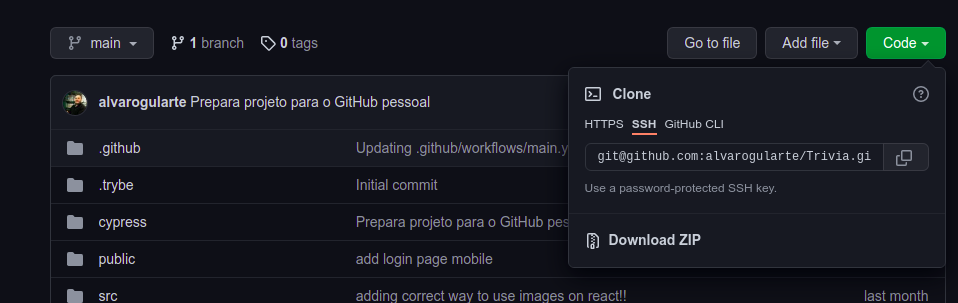 main 1 branch 0 tags Go to file Add file Code
alvarogularte Prepara projeto para o GitHub pessoal
Clone
HTTPS SSH GitHub CLI
git@github.com:alvarogularte/Trivia.gi
Use a password-protected SSH key.
Download ZIP
.github Updating .github/workflows/main.y
.trybe Initial commit
cypress Prepara projeto para o GitHub pes
public add login page mobile
src adding correct way to use images on react!! last month